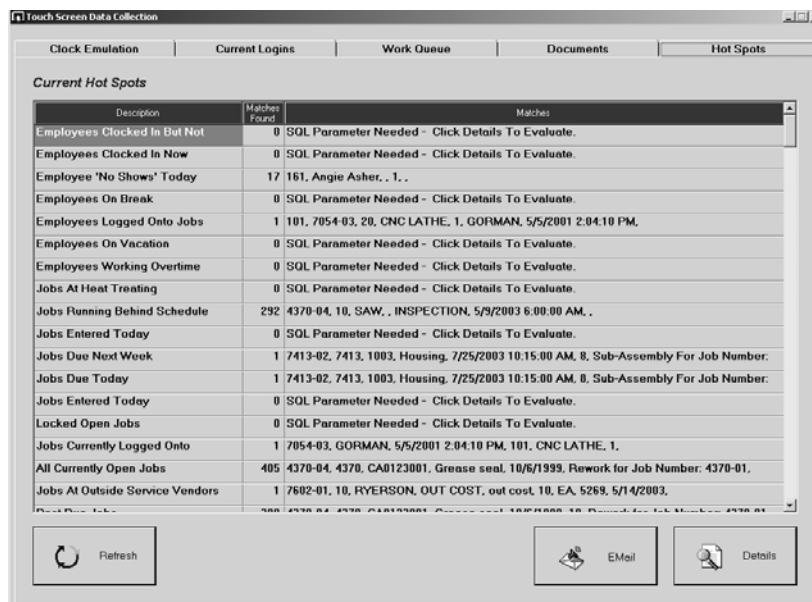 Touch Screen Data Collection
Clock Emulation Current Logins Work Queue Documents Hot Spots
Current Hot Spots
Description Matches Found Matches
Employees Clocked In But Not 0 SQL Parameter Needed - Click Details To Evaluate.
Employees Clocked In Now 0 SQL Parameter Needed - Click Details To Evaluate.
Employee 'No Shows' Today 17 161, Angie Asher, , 1, ,
Employees On Break 0 SQL Parameter Needed - Click Details To Evaluate.
Employees Logged Onto Jobs 1 101, 7054-03, 20, CNC LATHE, 1, GORMAN, 5/5/2001 2:04:10 PM,
Employees On Vacation 0 SQL Parameter Needed - Click Details To Evaluate.
Employees Working Overtime 0 SQL Parameter Needed - Click Details To Evaluate.
Jobs At Heat Treating 0 SQL Parameter Needed - Click Details To Evaluate.
Jobs Running Behind Schedule 292 4370-04, 10, SAW, , INSPECTION, 5/9/2003 6:00:00 AM, ,
Jobs Entered Today 0 SQL Parameter Needed - Click Details To Evaluate.
Jobs Due Next Week 1 7413-02, 7413, 1003, Housing, 7/25/2003 10:15:00 AM, 8, Sub-Assembly For Job Number:
Jobs Due Today 1 7413-02, 7413, 1003, Housing, 7/25/2003 10:15:00 AM, 8, Sub-Assembly For Job Number:
Jobs Entered Today 0 SQL Parameter Needed - Click Details To Evaluate.
Locked Open Jobs 0 SQL Parameter Needed - Click Details To Evaluate.
Jobs Currently Logged Onto 1 7054-03, GORMAN, 5/5/2001 2:04:10 PM, 101, CNC LATHE, 1,
All Currently Open Jobs 405 4370-04, 4370, CA0123001, Grease seal, 10/6/1999, Rework for Job Number: 4370-01,
Jobs At Outside Service Vendors 1 7602-01, 10, RYERSON, OUT COST, out cost, 10, EA, 5269, 5/14/2003,
Refresh EMail Details